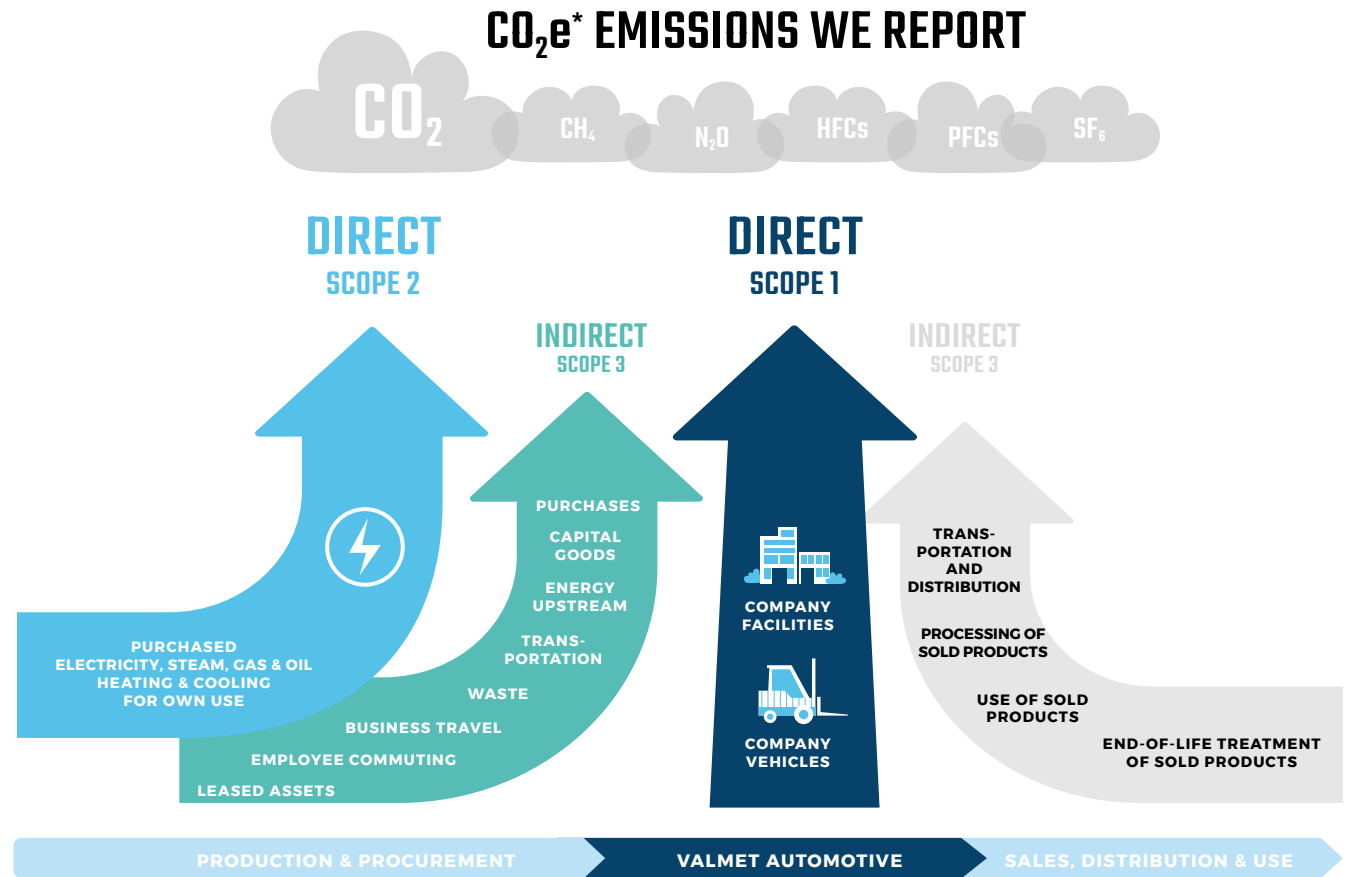 CO₂e* EMISSIONS WE REPORT
CO₂
CH₄
N₂O
HFCs
PFCs
SF₆
DIRECT
SCOPE 2
DIRECT
SCOPE 1
INDIRECT
SCOPE 3
INDIRECT
SCOPE 3
PURCHASED
ELECTRICITY, STEAM, GAS & OIL
HEATING & COOLING
FOR OWN USE
PURCHASES
CAPITAL
GOODS
ENERGY
UPSTREAM
TRANS-
PORTATION
WASTE
BUSINESS TRAVEL
EMPLOYEE COMMUTING
LEASED ASSETS
COMPANY
FACILITIES
COMPANY
VEHICLES
TRANS-
PORTATION
AND
DISTRIBUTION
PROCESSING OF
SOLD PRODUCTS
USE OF SOLD
PRODUCTS
END-OF-LIFE TREATMENT
OF SOLD PRODUCTS
PRODUCTION & PROCUREMENT
VALMET AUTOMOTIVE
SALES, DISTRIBUTION & USE